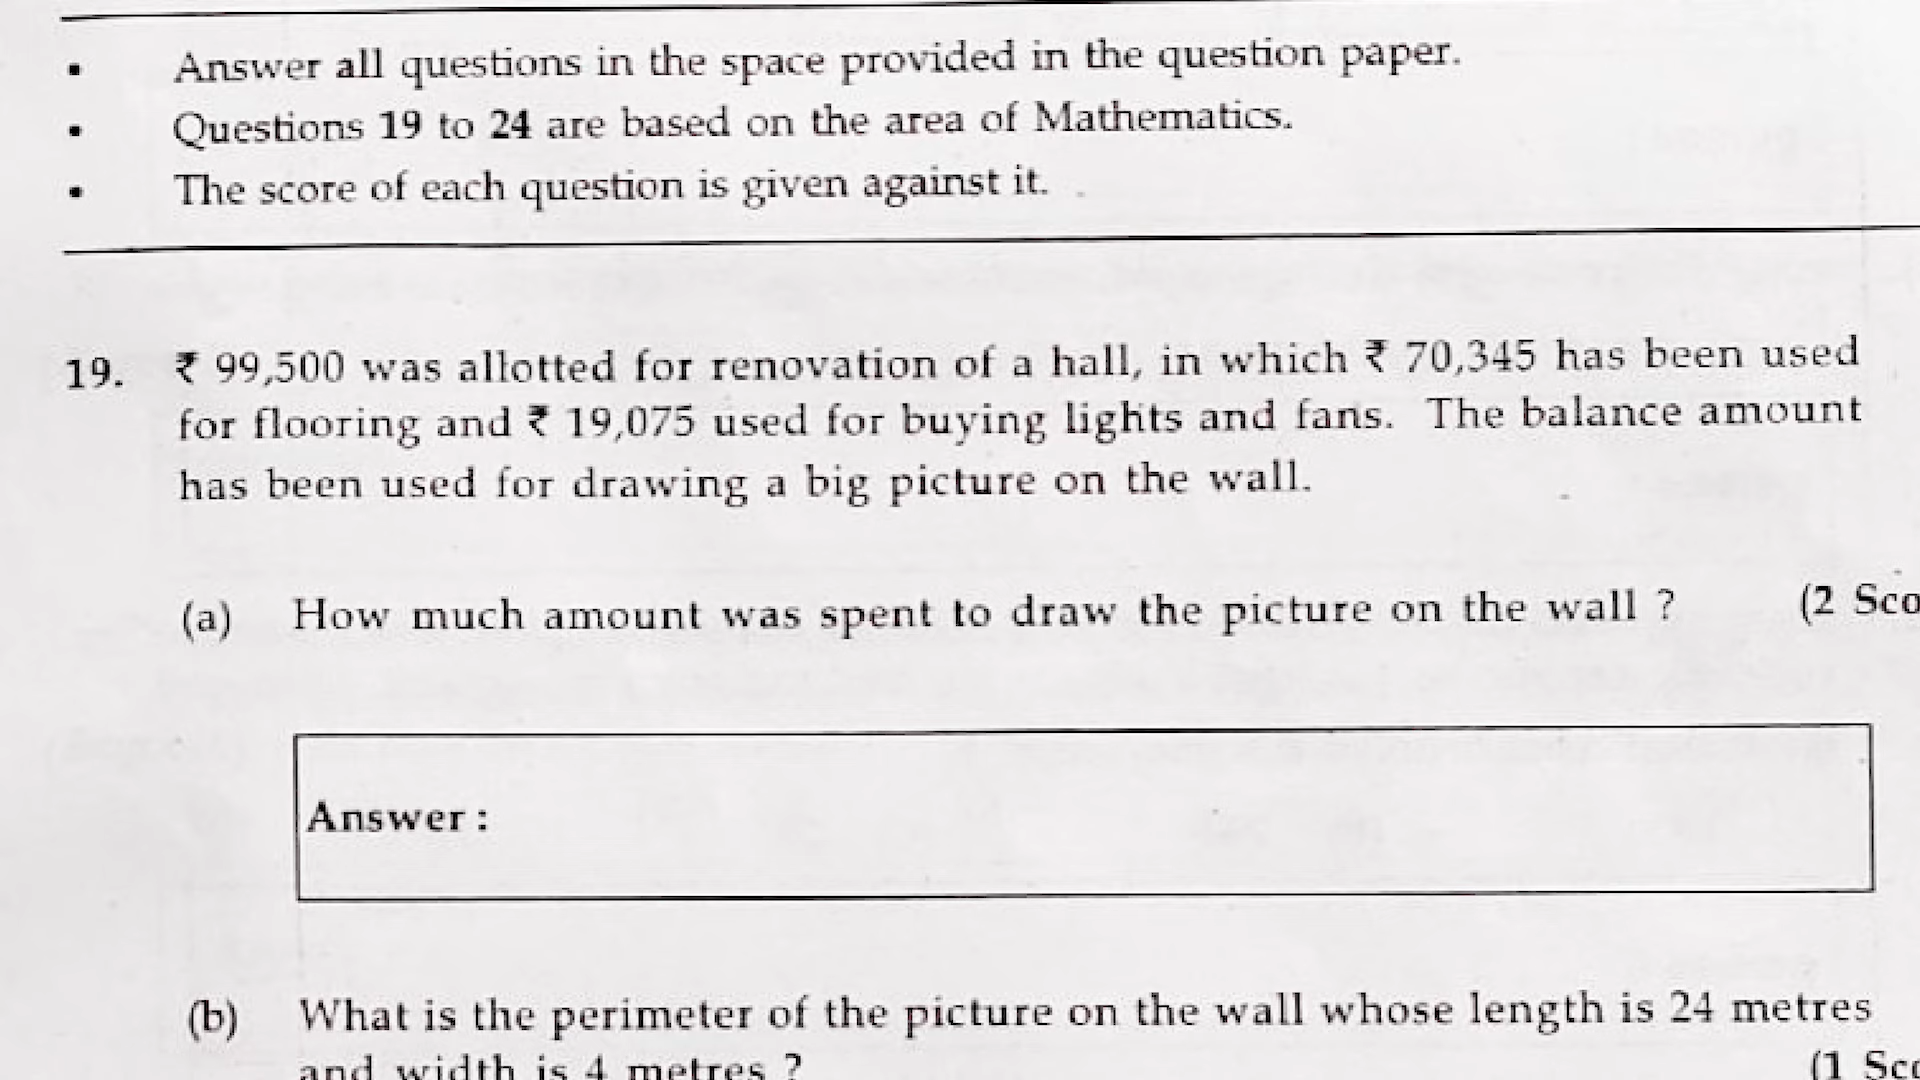 • Answer all questions in the space provided in the question paper.
• Questions 19 to 24 are based on the area of Mathematics.
• The score of each question is given against it.
19. ₹ 99,500 was allotted for renovation of a hall, in which ₹ 70,345 has been used
for flooring and ₹ 19,075 used for buying lights and fans. The balance amount
has been used for drawing a big picture on the wall.
(a) How much amount was spent to draw the picture on the wall ? (2 Sco
Answer :
(b) What is the perimeter of the picture on the wall whose length is 24 metres
and width is 4 metres ? (1 Sco